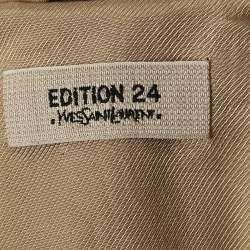 EDITION 24
.YVESSAINTLAURENT.